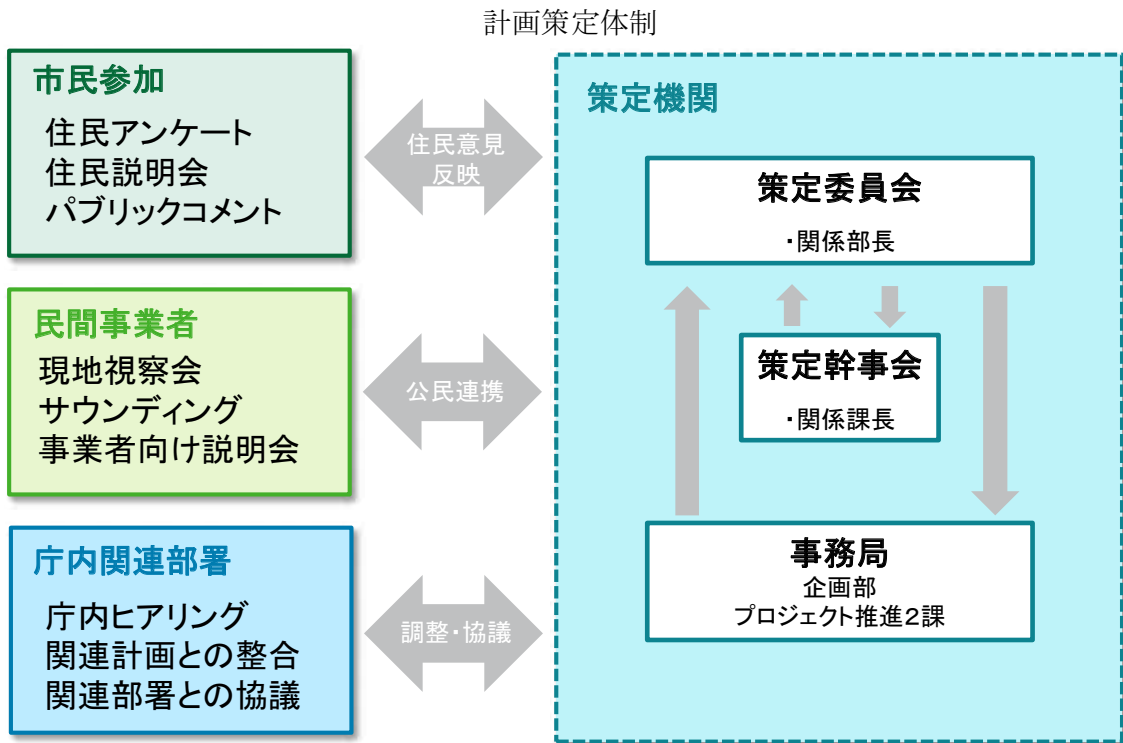 計画策定体制
市民参加
住民アンケート
住民説明会
パブリックコメント
住民意見
反映
民間事業者
現地視察会
サウンディング
事業者向け説明会
公民連携
庁内関連部署
庁内ヒアリング
関連計画との整合
関連部署との協議
調整・協議
策定機関
策定委員会
・関係部長
策定幹事会
・関係課長
事務局
企画部
プロジェクト推進2課